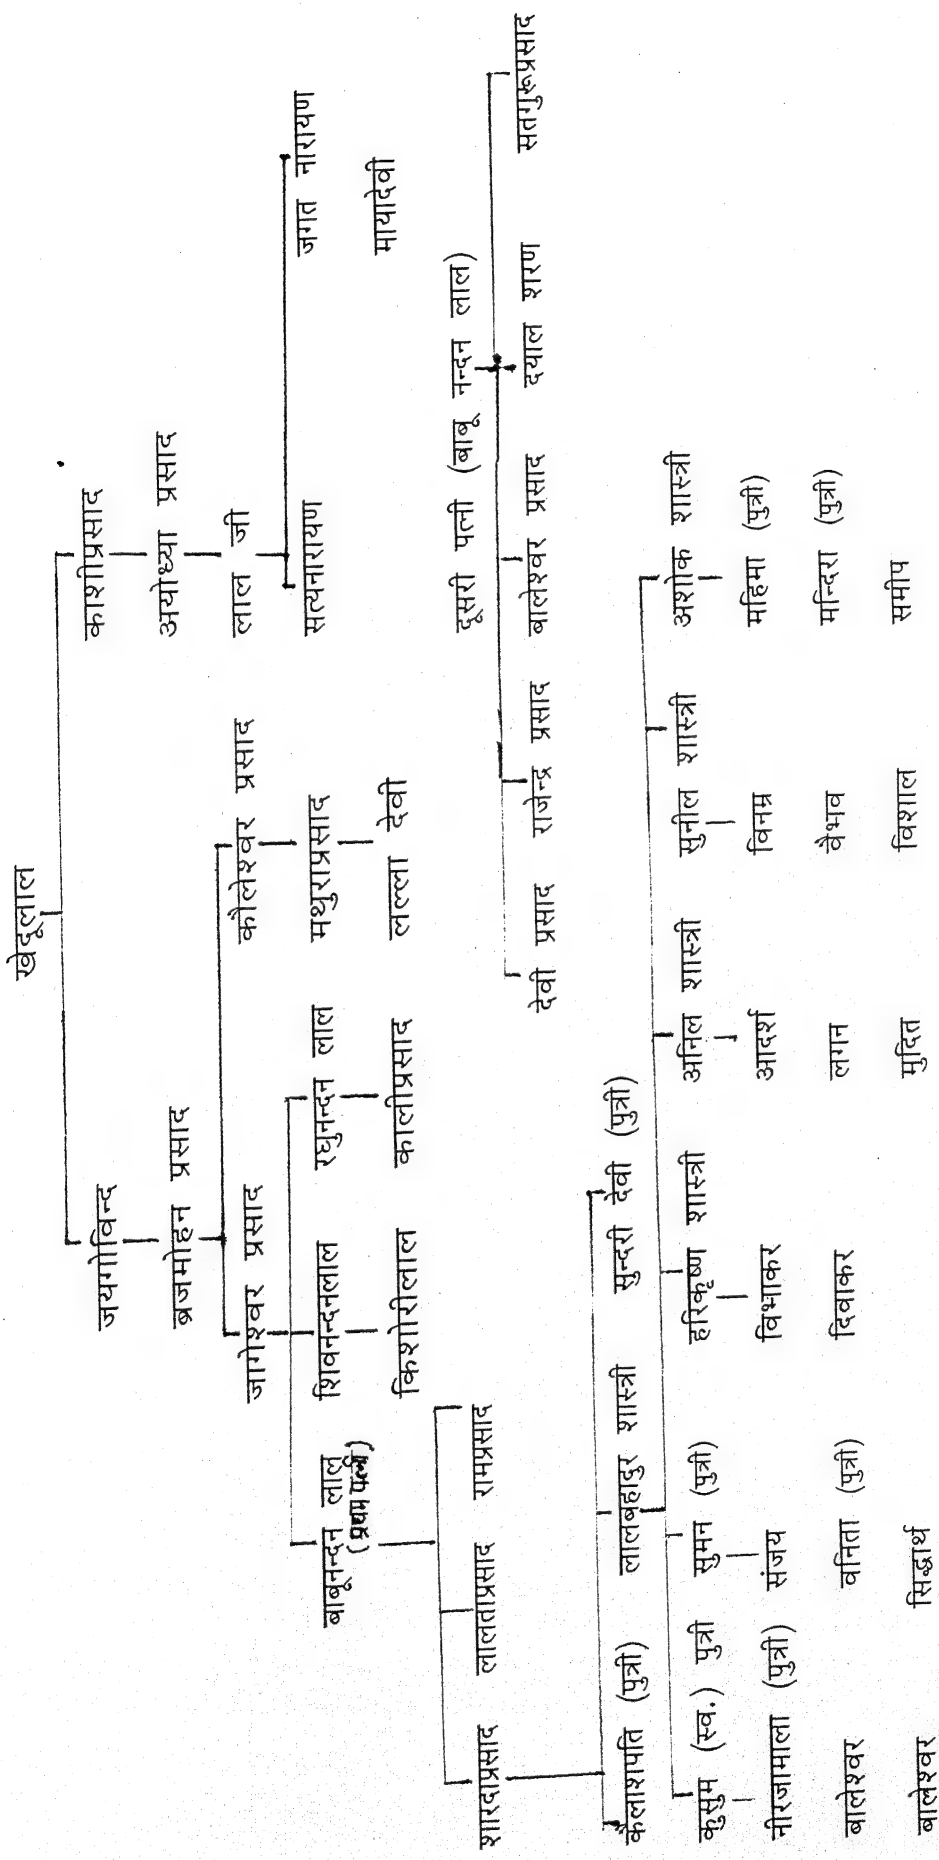 खेदूलाल
जयगोविन्द काशीप्रसाद
ब्रजमोहन प्रसाद अयोध्या प्रसाद
जागेश्वर प्रसाद कौलेश्वर प्रसाद लाल जी
बाबूनन्दन लाल शिवनन्दनलाल रघुनन्दन लाल मथुराप्रसाद सत्यनारायण जगत नारायण
(प्रथम पत्नी)
किशोरीलाल कालीप्रसाद लल्ला देवी मायादेवी
दूसरी पत्नी (बाबू नन्दन लाल)
शारदाप्रसाद लालताप्रसाद रामप्रसाद
देवी प्रसाद राजेन्द्र प्रसाद बालेश्वर प्रसाद दयाल शरण सतगुरूप्रसाद
कैलाशपति (पुत्री) लालबहादुर शास्त्री सुन्दरी देवी (पुत्री)
कुसुम (स्व.) पुत्री सुमन (पुत्री) हरिकृष्ण शास्त्री अनिल शास्त्री सुनील शास्त्री अशोक शास्त्री
नीरजामाला (पुत्री) संजय विभाकर आदर्श विनम्र महिमा (पुत्री)
बालेश्वर वनिता (पुत्री) दिवाकर लगन वैभव मन्दिरा (पुत्री)
बालेश्वर सिद्धार्थ मुदित विशाल समीप